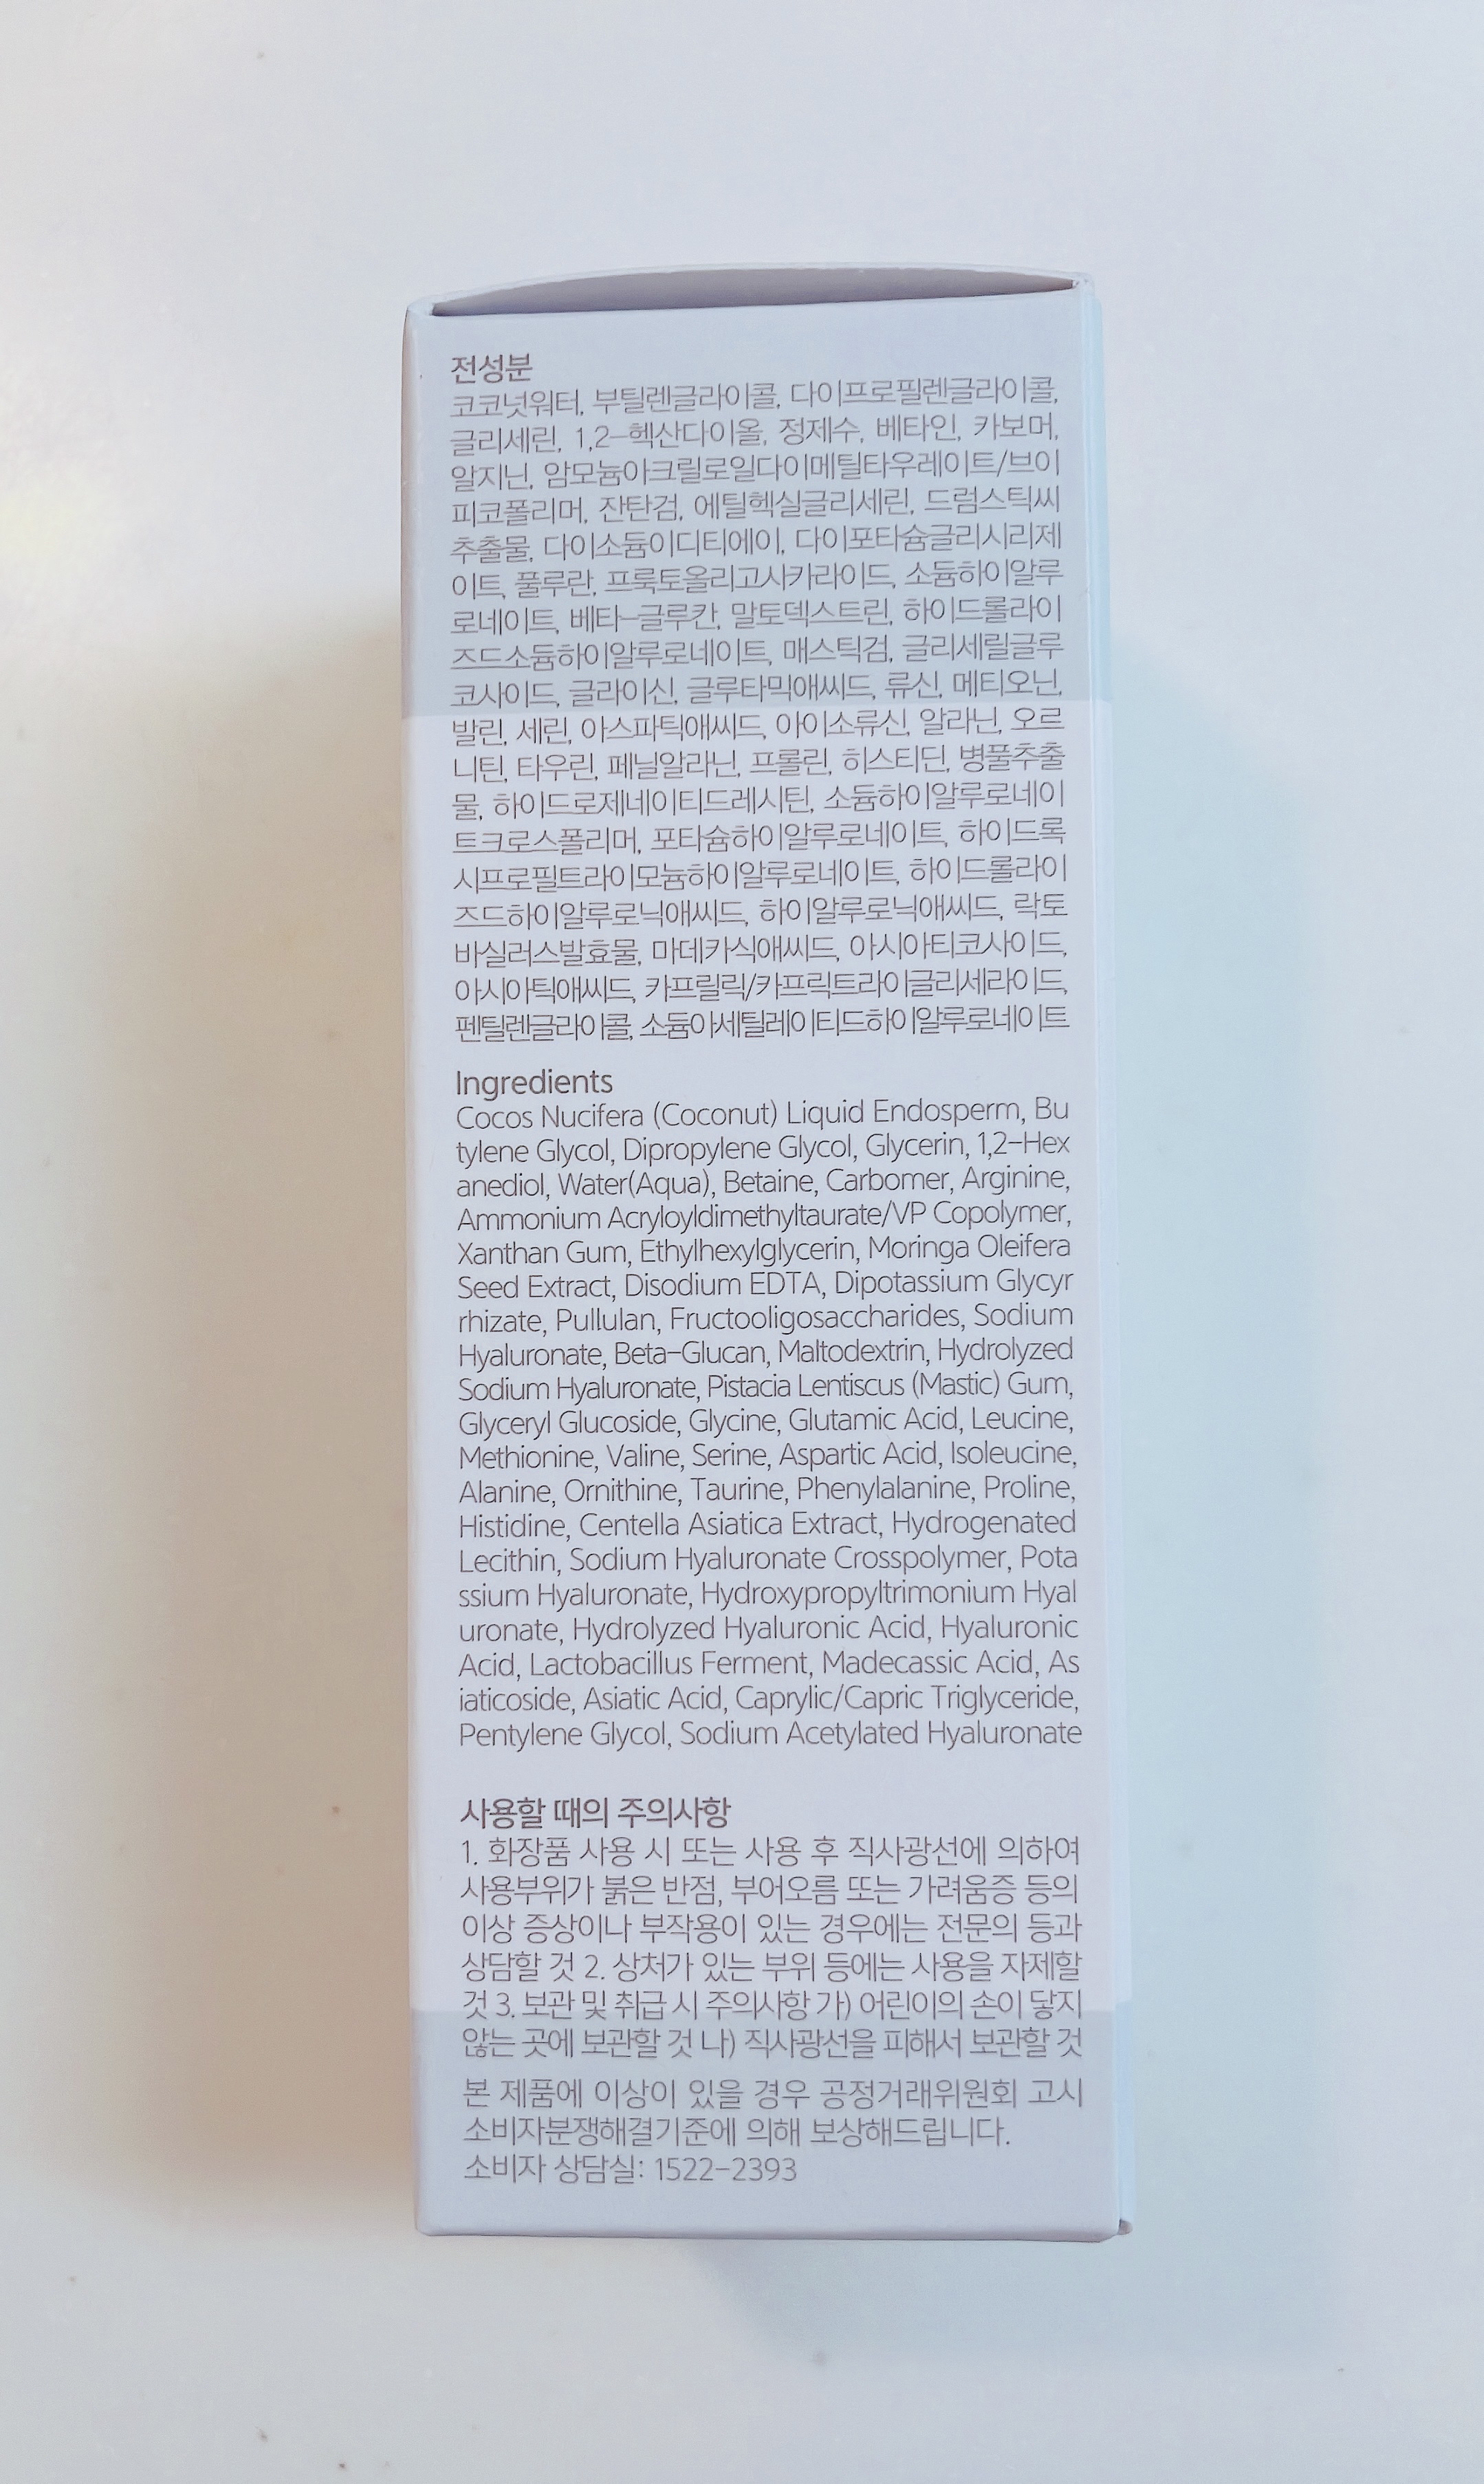 전성분
코코넛워터, 부틸렌글라이콜, 다이프로필렌글라이콜,
글리세린, 1,2-헥산다이올, 정제수, 베타인, 카보머,
알지닌, 암모늄아크릴로일다이메틸타우레이트/브이
피코폴리머, 잔탄검, 에틸헥실글리세린, 드럼스틱씨
추출물, 다이소듐이디티에이, 다이포타슘글리시리제
이트, 풀루란, 프룩토올리고사카라이드, 소듐하이알루
로네이트, 베타-글루칸, 말토덱스트린, 하이드롤라이
즈드소듐하이알루로네이트, 매스틱검, 글리세릴글루
코사이드, 글라이신, 글루타믹애씨드, 류신, 메티오닌,
발린, 세린, 아스파틱애씨드, 아이소류신, 알라닌, 오르
니틴, 타우린, 페닐알라닌, 프롤린, 히스티딘, 병풀추출
물, 하이드로제네이티드레시틴, 소듐하이알루로네이
트크로스폴리머, 포타슘하이알루로네이트, 하이드록
시프로필트라이모늄하이알루로네이트, 하이드롤라이
즈드하이알루로닉애씨드, 하이알루로닉애씨드, 락토
바실러스발효물, 마데카식애씨드, 아시아티코사이드,
아시아틱애씨드, 카프릴릭/카프릭트라이글리세라이드,
펜틸렌글라이콜, 소듐아세틸레이티드하이알루로네이트
Ingredients
Cocos Nucifera (Coconut) Liquid Endosperm, Bu
tylene Glycol, Dipropylene Glycol, Glycerin, 1,2-Hex
anediol, Water(Aqua), Betaine, Carbomer, Arginine,
Ammonium Acryloyldimethyltaurate/VP Copolymer,
Xanthan Gum, Ethylhexylglycerin, Moringa Oleifera
Seed Extract, Disodium EDTA, Dipotassium Glycyr
rhizate, Pullulan, Fructooligosaccharides, Sodium
Hyaluronate, Beta-Glucan, Maltodextrin, Hydrolyzed
Sodium Hyaluronate, Pistacia Lentiscus (Mastic) Gum,
Glyceryl Glucoside, Glycine, Glutamic Acid, Leucine,
Methionine, Valine, Serine, Aspartic Acid, Isoleucine,
Alanine, Ornithine, Taurine, Phenylalanine, Proline,
Histidine, Centella Asiatica Extract, Hydrogenated
Lecithin, Sodium Hyaluronate Crosspolymer, Pota
ssium Hyaluronate, Hydroxypropyltrimonium Hyal
uronate, Hydrolyzed Hyaluronic Acid, Hyaluronic
Acid, Lactobacillus Ferment, Madecassic Acid, As
iaticoside, Asiatic Acid, Caprylic/Capric Triglyceride,
Pentylene Glycol, Sodium Acetylated Hyaluronate
사용할 때의 주의사항
1. 화장품 사용 시 또는 사용 후 직사광선에 의하여
사용부위가 붉은 반점, 부어오름 또는 가려움증 등의
이상 증상이나 부작용이 있는 경우에는 전문의 등과
상담할 것 2. 상처가 있는 부위 등에는 사용을 자제할
것 3. 보관 및 취급 시 주의사항 가) 어린이의 손이 닿지
않는 곳에 보관할 것 나) 직사광선을 피해서 보관할 것
본 제품에 이상이 있을 경우 공정거래위원회 고시
소비자분쟁해결기준에 의해 보상해드립니다.
소비자 상담실: 1522-2393